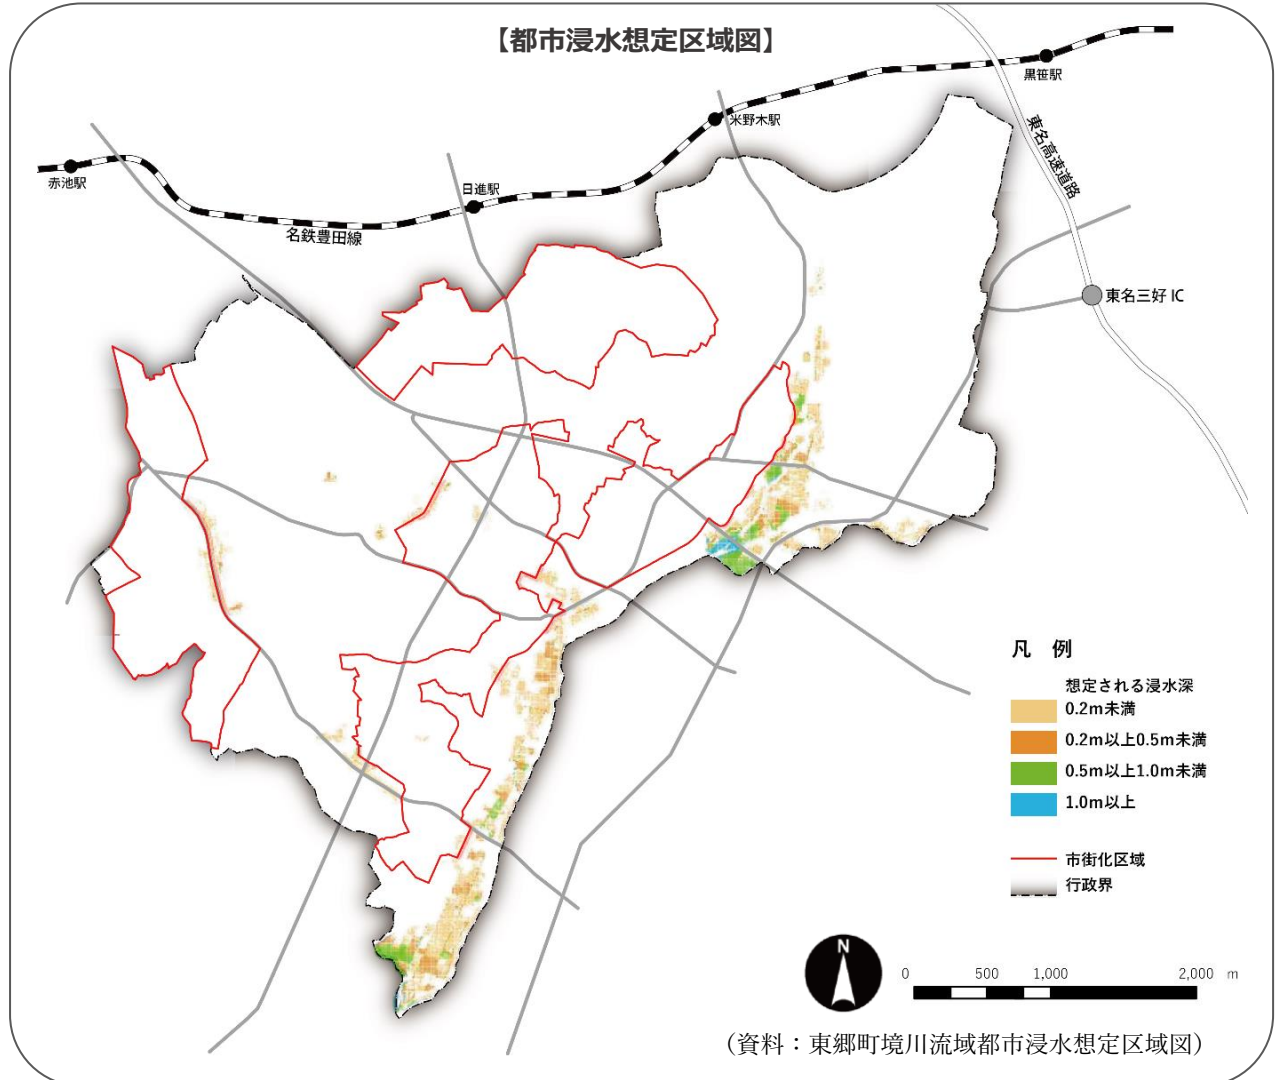 【都市浸水想定区域図】
黒笹駅
米野木駅
東名高速道路
赤池駅
日進駅
名鉄豊田線
東名三好 IC
凡 例
想定される浸水深
0.2m未満
0.2m以上0.5m未満
0.5m以上1.0m未満
1.0m以上
市街化区域
行政界
N
0 500 1,000 2,000 m
(資料：東郷町境川流域都市浸水想定区域図)